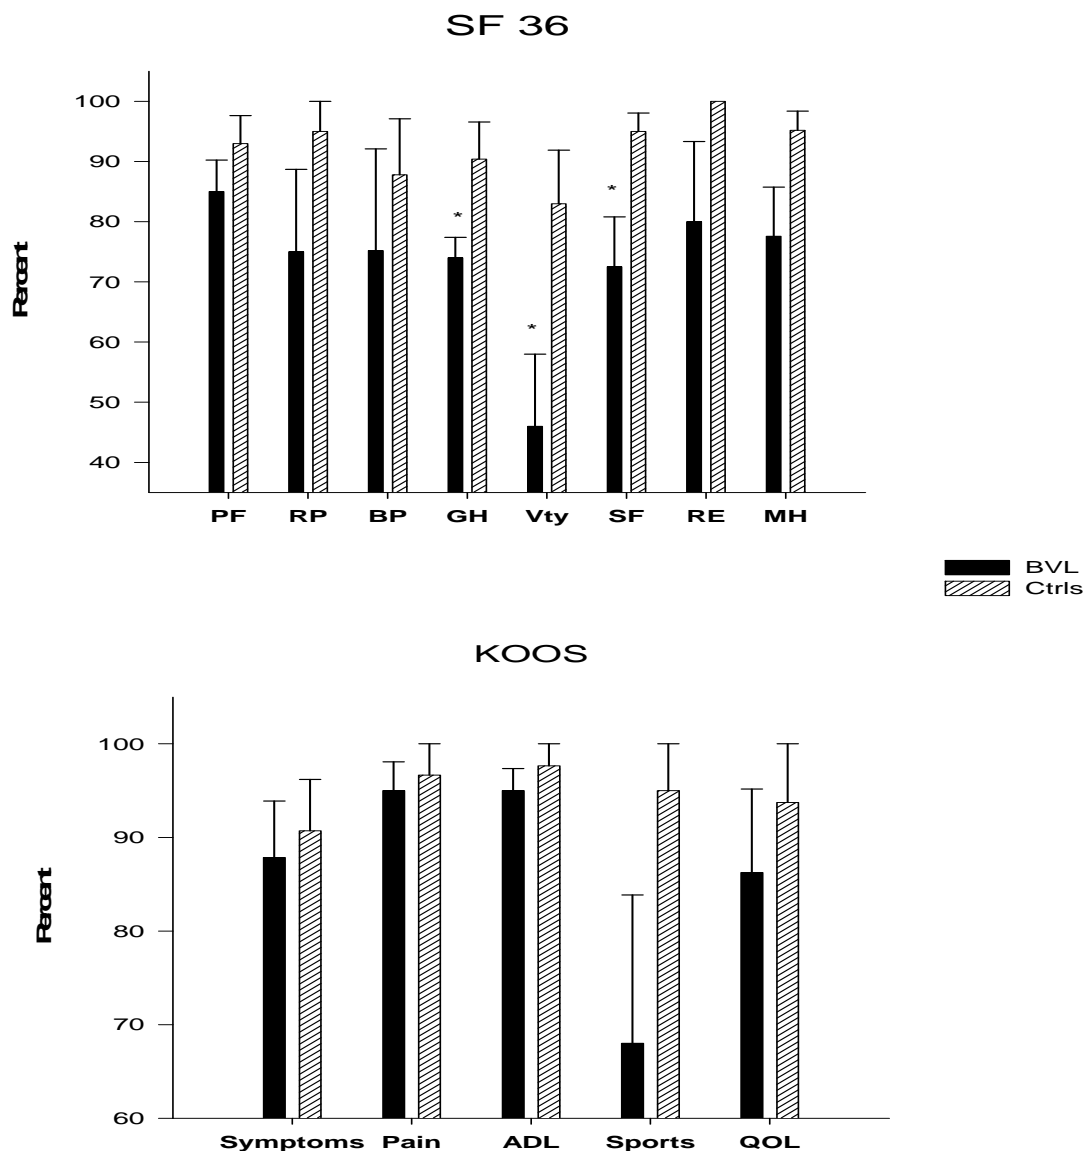 SF 36
100
90
80
70
60
50
40
Percent
* * *
PF RP BP GH Vty SF RE MH
BVL
Ctrls
KOOS
100
90
80
70
60
Percent
Symptoms Pain ADL Sports QOL